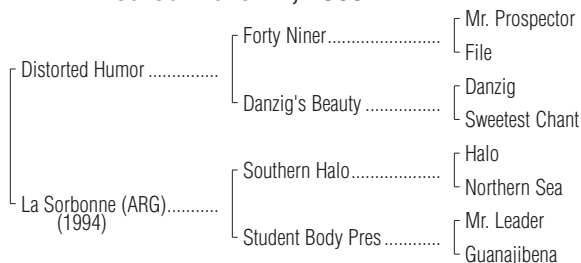 Mr. Prospector
Forty Niner
File
Distorted Humor
Danzig
Danzig's Beauty
Sweetest Chant
Halo
Southern Halo
Northern Sea
La Sorbonne (ARG)
(1994)
Mr. Leader
Student Body Pres
Guanajibena